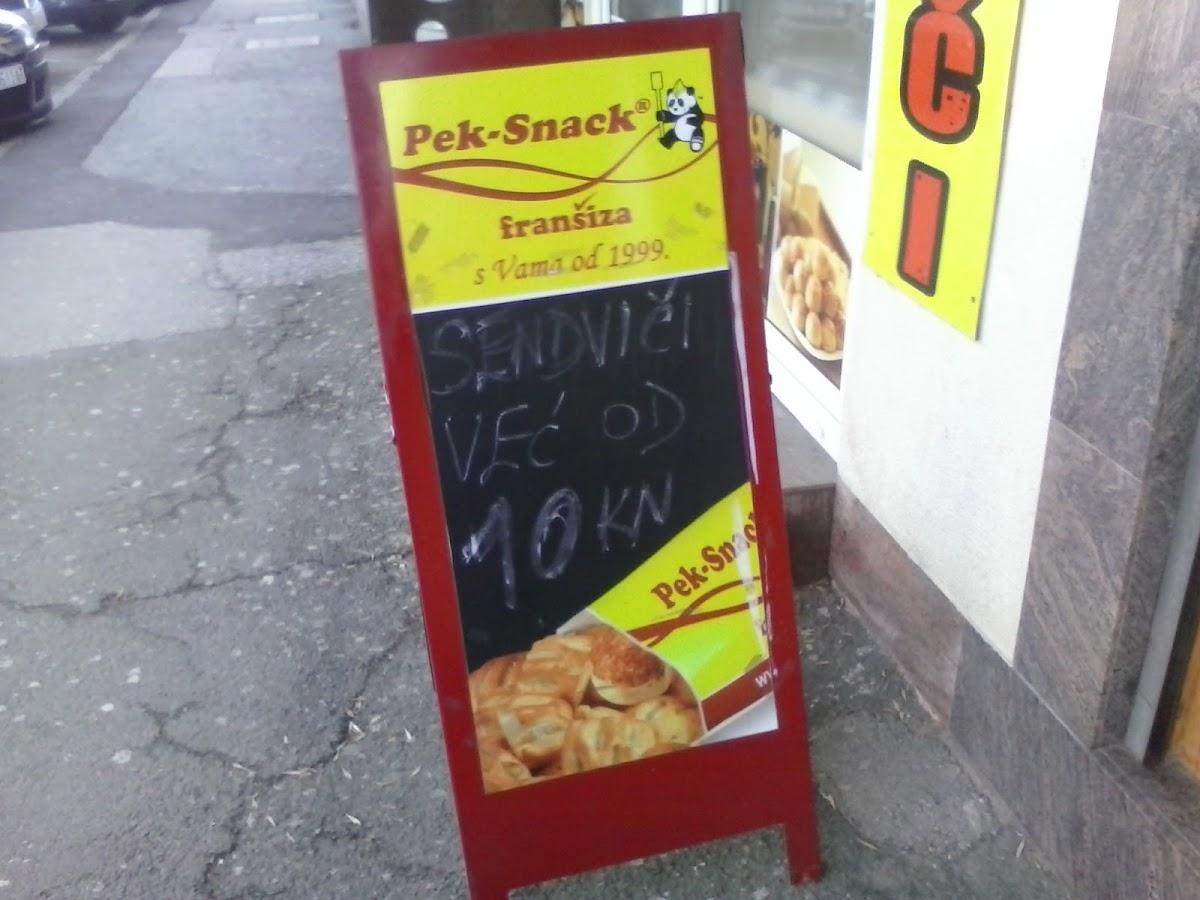 Pek-Snack®
franšiza
s Vama od 1999.
SENDVIČI
VEĆ OD
10 KN
Pek-Snack
ČI